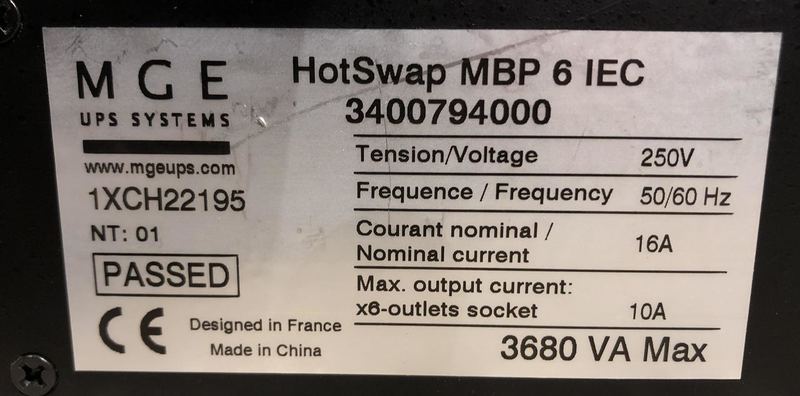 MGE
UPS SYSTEMS
www.mgeups.com
1XCH22195
NT: 01
PASSED
CE
Designed in France
Made in China
HotSwap MBP 6 IEC
3400794000
Tension/Voltage 250V
Frequence / Frequency 50/60 Hz
Courant nominal /
Nominal current 16A
Max. output current:
x6-outlets socket 10A
3680 VA Max